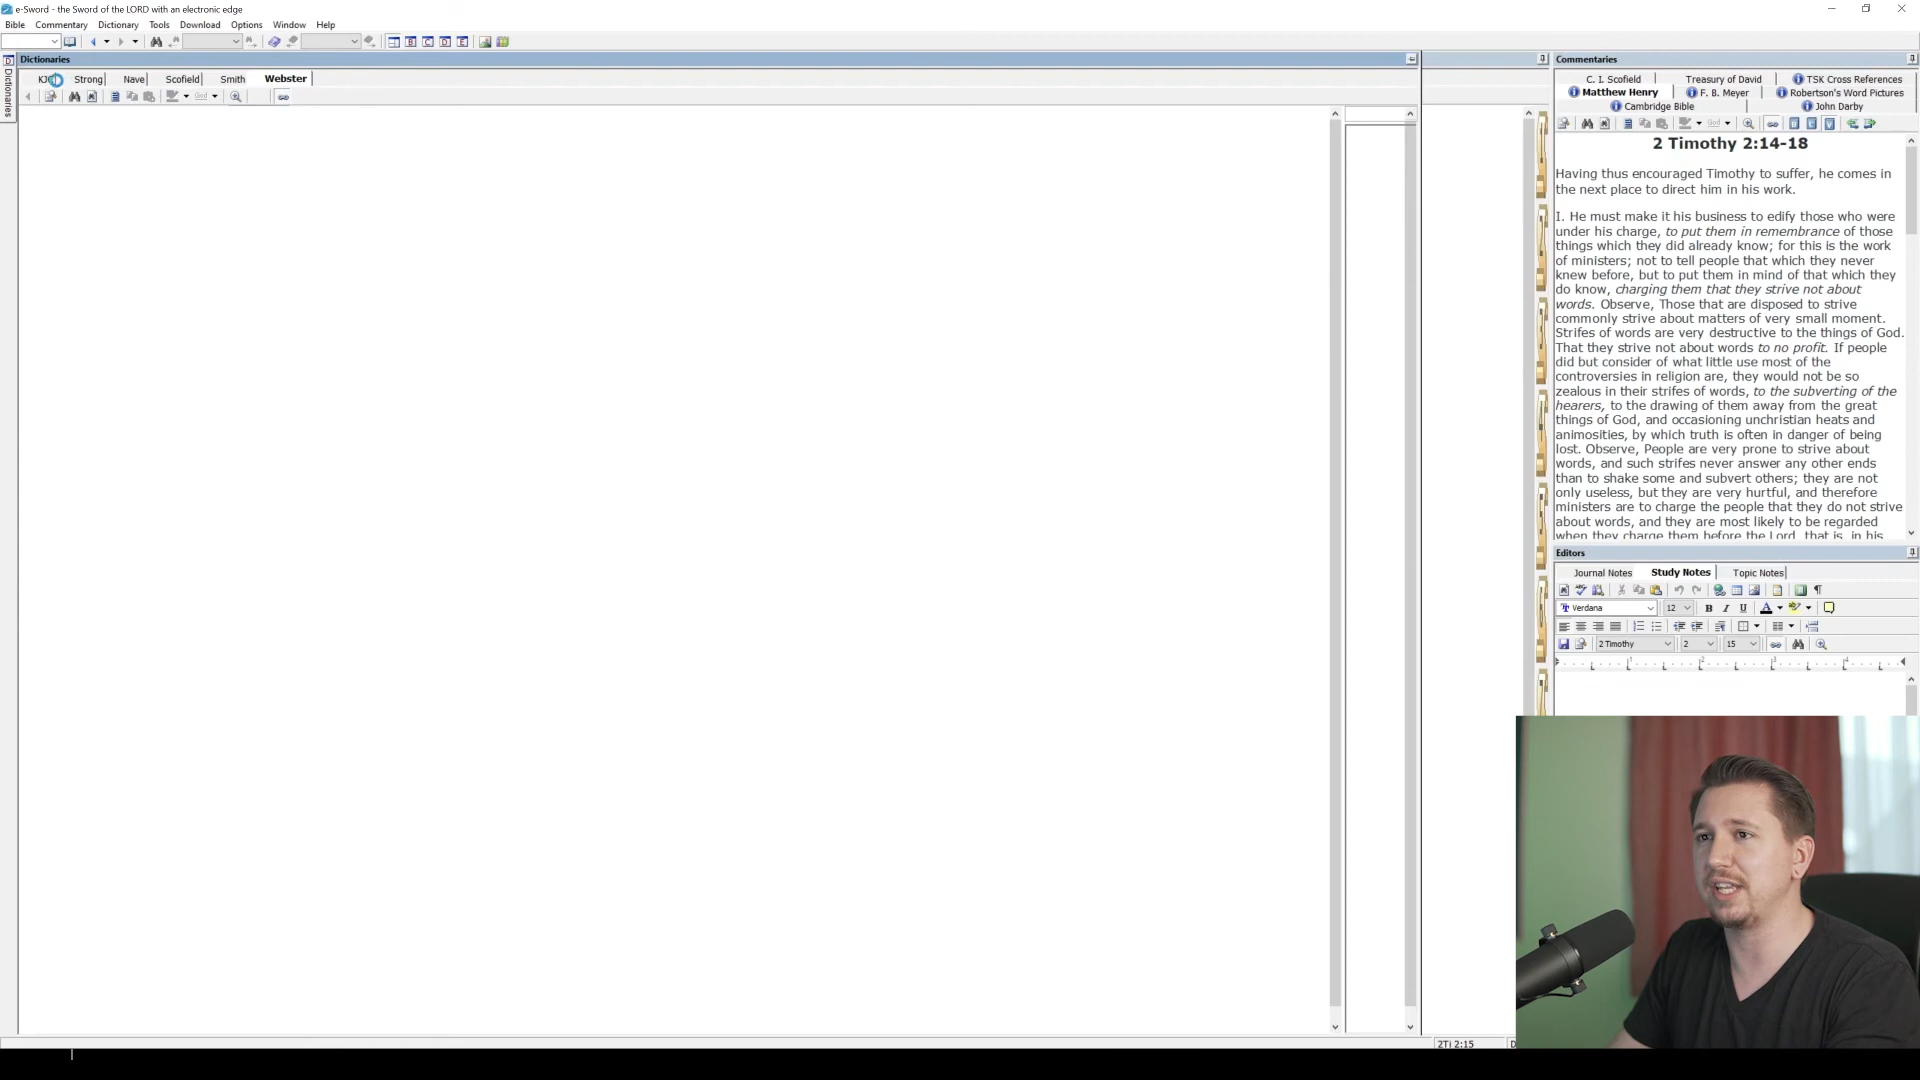 e-Sword - the Sword of the LORD with an electronic edge
Bible Commentary Dictionary Tools Download Options Window Help
Dictionaries
Dictionaries
Strong Nave Scofield Smith Webster
Commentaries
C. I. Scofield Treasury of David TSK Cross References
Matthew Henry F. B. Meyer Robertson's Word Pictures
Cambridge Bible John Darby
2 Timothy 2:14-18
Having thus encouraged Timothy to suffer, he comes in
the next place to direct him in his work.
I. He must make it his business to edify those who were
under his charge, to put them in remembrance of those
things which they did already know; for this is the work
of ministers; not to tell people that which they never
knew before, but to put them in mind of that which they
do know, charging them that they strive not about
words. Observe, Those that are disposed to strive
commonly strive about matters of very small moment.
Strifes of words are very destructive to the things of God.
That they strive not about words to no profit. If people
did but consider of what little use most of the
controversies in religion are, they would not be so
zealous in their strifes of words, to the subverting of the
hearers, to the drawing of them away from the great
things of God, and occasioning unchristian heats and
animosities, by which truth is often in danger of being
lost. Observe, People are very prone to strive about
words, and such strifes never answer any other ends
than to shake some and subvert others; they are not
only useless, but they are very hurtful, and therefore
ministers are to charge the people that they do not strive
about words, and they are most likely to be regarded
when they charge them before the Lord, that is, in his
Editors
Journal Notes Study Notes Topic Notes
Verdana 12 B I U A
2 Timothy 2 15
2Ti 2:15